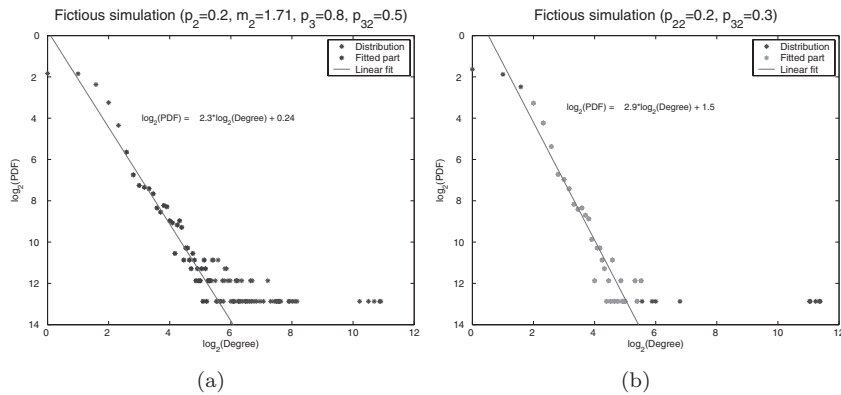 Fictious simulation (p2=0.2, m2=1.71, p3=0.8, p32=0.5)
0
2
4
6
8
10
12
14
log2(PDF)
Distribution
Fitted part
Linear fit
log2(PDF) = 2.3*log2(Degree) + 0.24
0 2 4 6 8 10 12
log2(Degree)
(a)
Fictious simulation (p22=0.2, p32=0.3)
0
2
4
6
8
10
12
14
log2(PDF)
Distribution
Fitted part
Linear fit
log2(PDF) = 2.9*log2(Degree) + 1.5
0 2 4 6 8 10 12
log2(Degree)
(b)